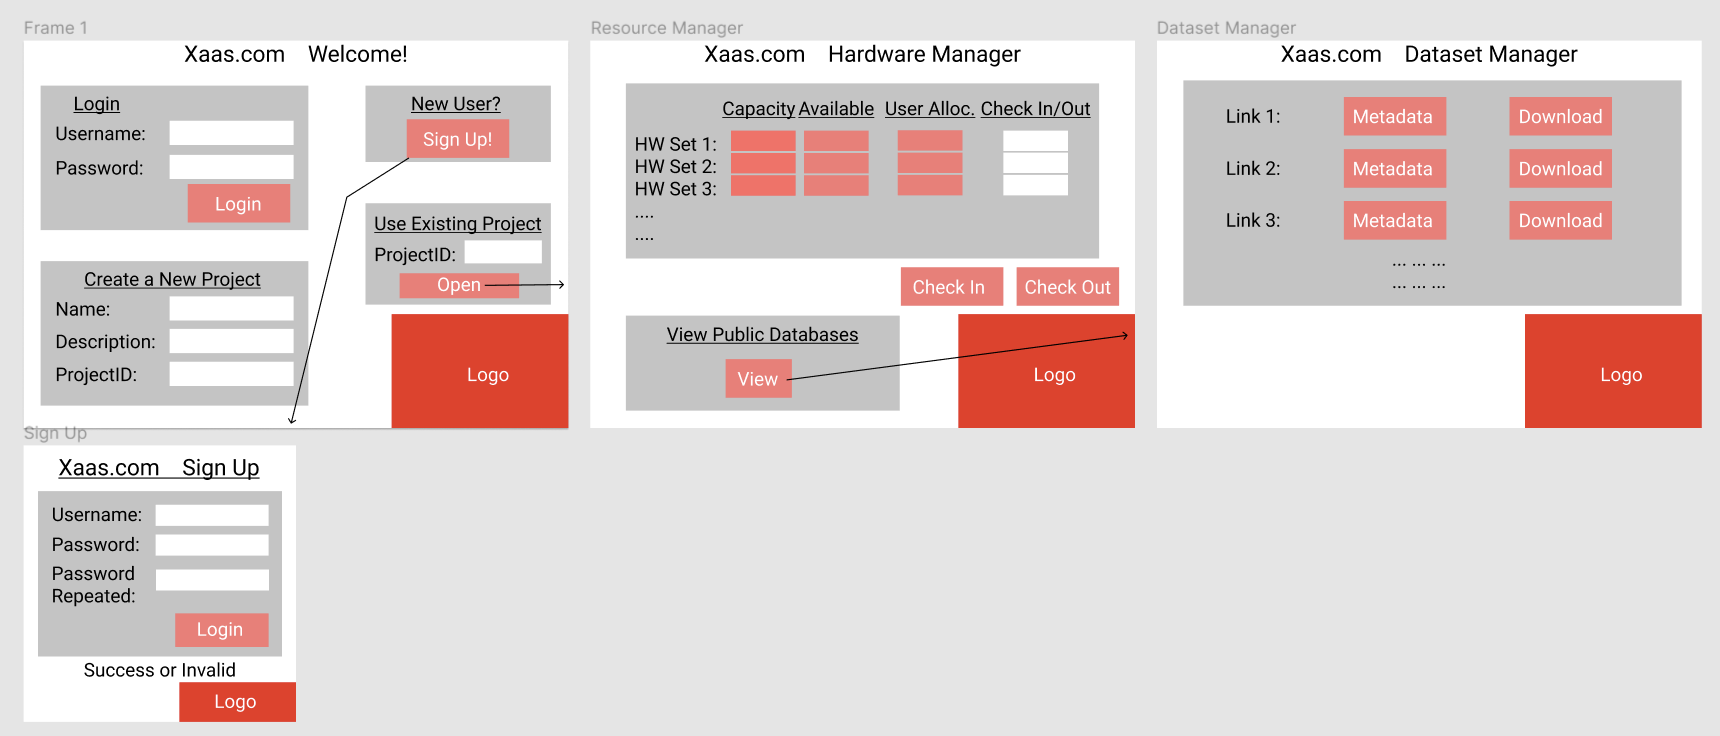 Frame 1
Xaas.com Welcome!
Login
Username:
Password:
Login
New User?
Sign Up!
Use Existing Project
ProjectID:
Open
Create a New Project
Name:
Description:
ProjectID:
Logo
Resource Manager
Xaas.com Hardware Manager
Capacity Available User Alloc. Check In/Out
HW Set 1:
HW Set 2:
HW Set 3:
....
....
Check In Check Out
View Public Databases
View
Logo
Dataset Manager
Xaas.com Dataset Manager
Link 1: Metadata Download
Link 2: Metadata Download
Link 3: Metadata Download
... ... ...
... ... ...
Logo
Sign Up
Xaas.com Sign Up
Username:
Password:
Password
Repeated:
Login
Success or Invalid
Logo